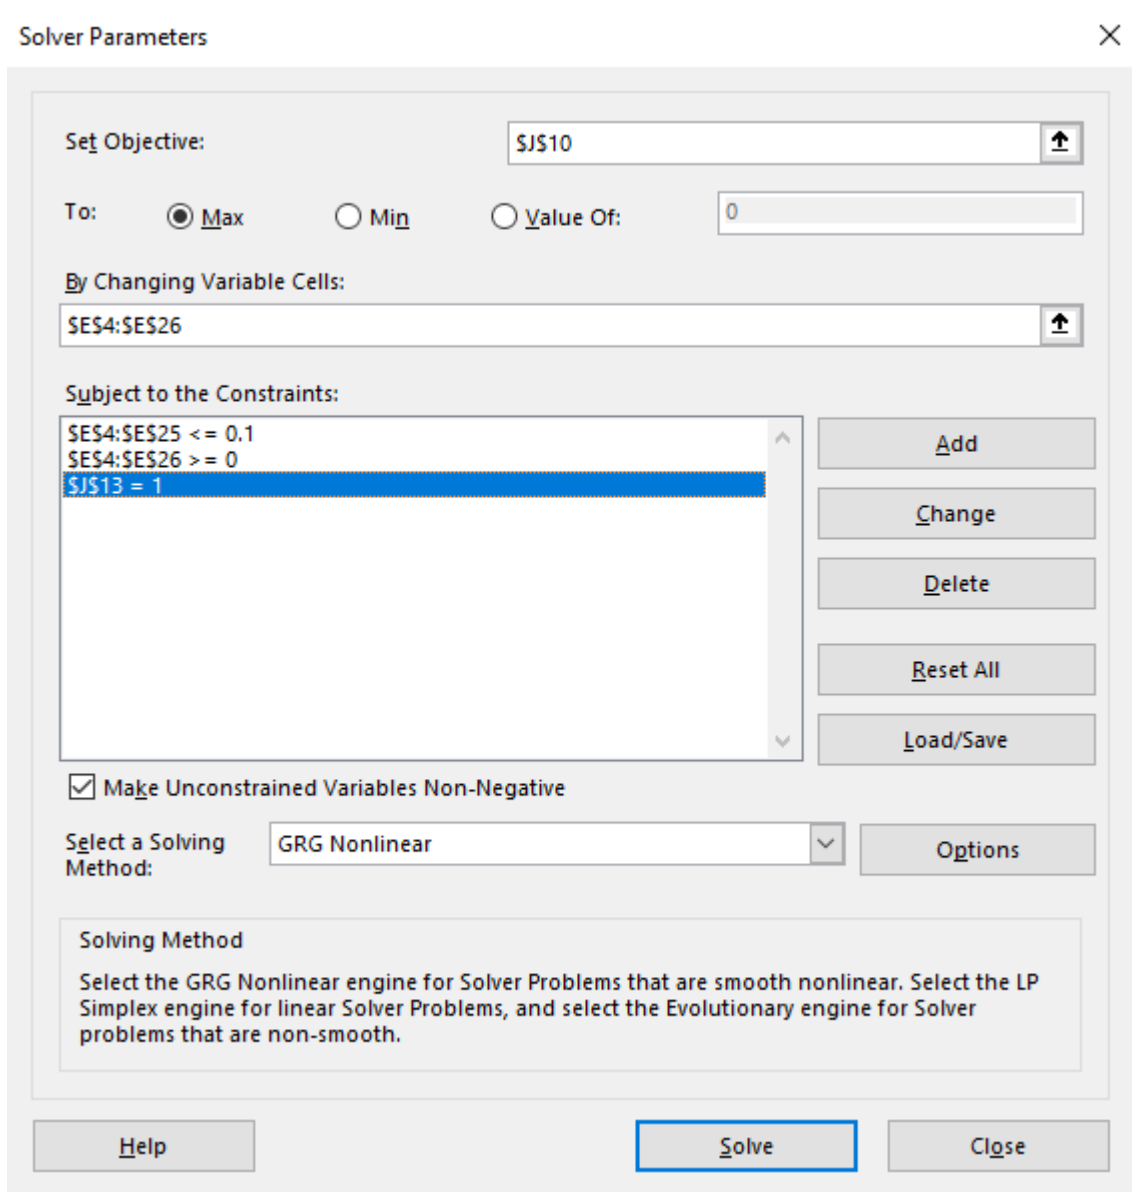 Solver Parameters
Set Objective:
$J$10
To:
Max
Min
Value Of:
0
By Changing Variable Cells:
$E$4:$E$26
Subject to the Constraints:
$E$4:$E$25 <= 0.1
$E$4:$E$26 >= 0
$J$13 = 1
Add
Change
Delete
Reset All
Load/Save
Make Unconstrained Variables Non-Negative
Select a Solving
Method:
GRG Nonlinear
Options
Solving Method
Select the GRG Nonlinear engine for Solver Problems that are smooth nonlinear. Select the LP
Simplex engine for linear Solver Problems, and select the Evolutionary engine for Solver
problems that are non-smooth.
Help
Solve
Close